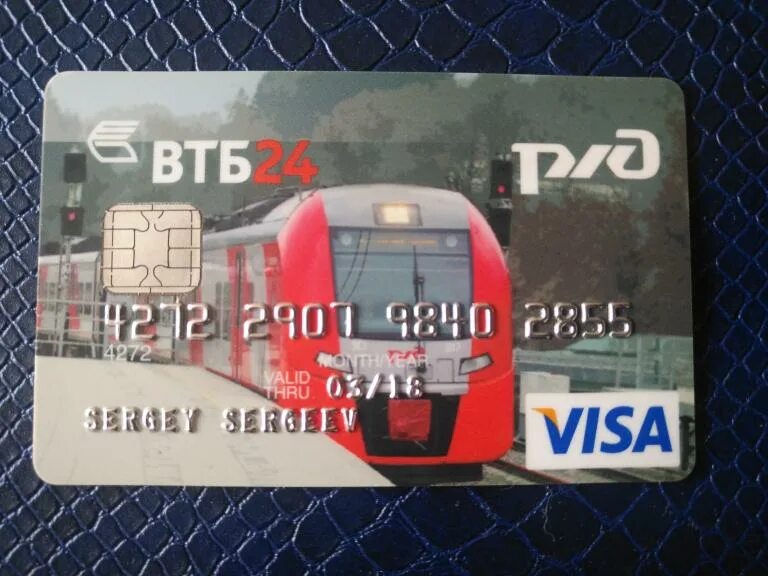 ВТБ24
РЖД
4272 2907 9840 2855
4272
MONTH/YEAR
VALID THRU 03/18
SERGEY SERGEEV
VISA